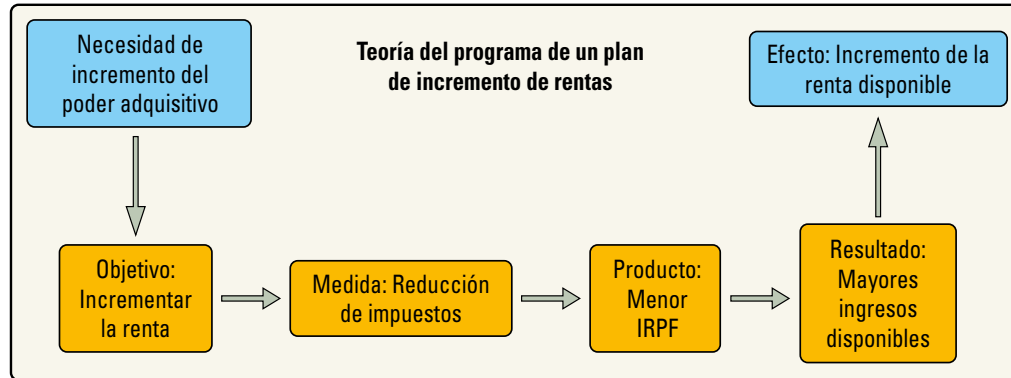 Necesidad de
incremento del
poder adquisitivo
Teoría del programa de un plan
de incremento de rentas
Efecto: Incremento de la
renta disponible
Objetivo:
Incrementar
la renta
Medida: Reducción
de impuestos
Producto:
Menor
IRPF
Resultado:
Mayores
ingresos
disponibles